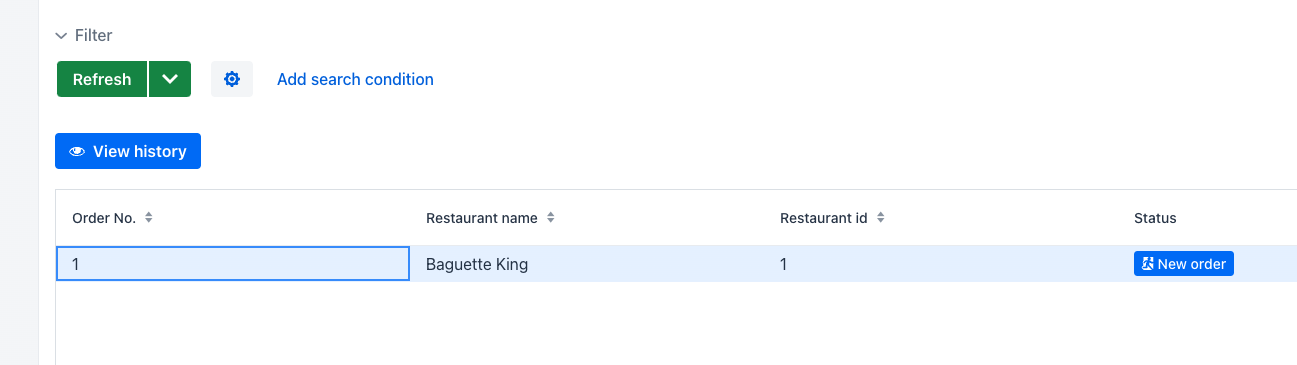 Filter
Refresh Add search condition
View history
Order No. Restaurant name Restaurant id Status
1 Baguette King 1 New order